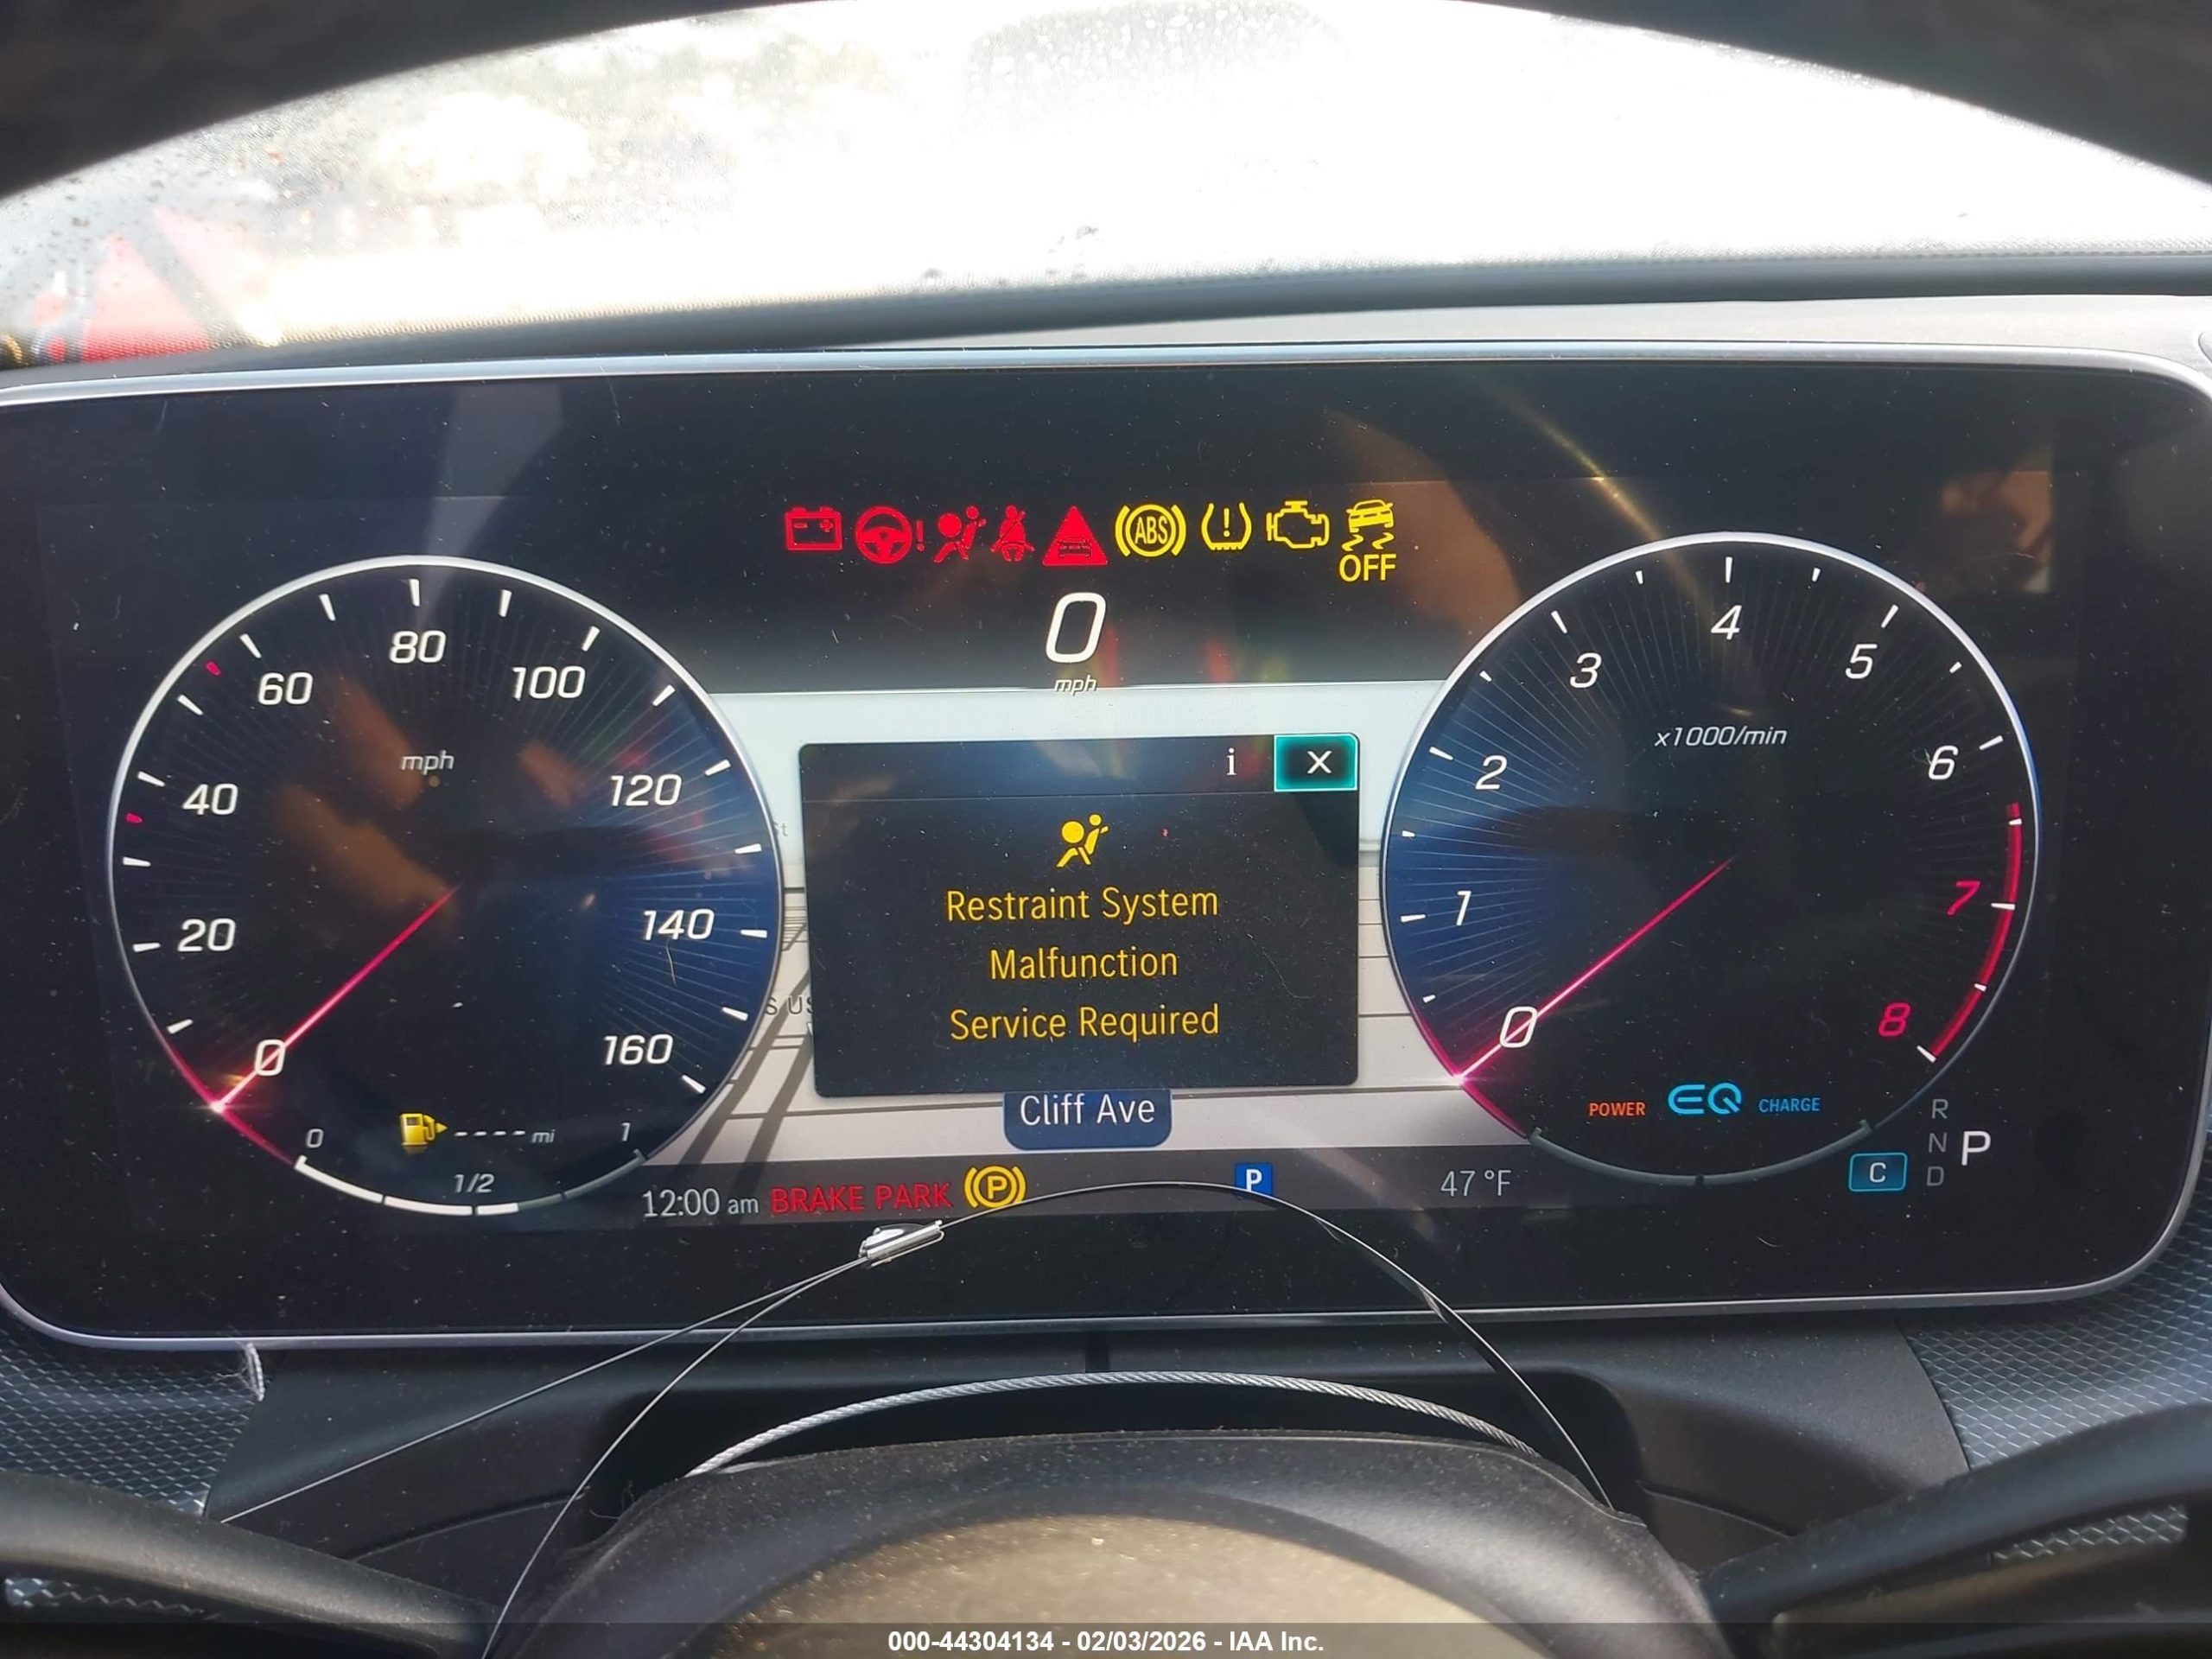 ABS
OFF
0
mph
80
60
100
mph
40
120
20
140
0
160
0
1/2
1
---- mi
4
3
5
x1000/min
2
6
1
7
0
8
i X
Restraint System
Malfunction
Service Required
Cliff Ave
POWER EQ CHARGE
R
N
D
P
C
12:00 am BRAKE PARK P
P
47 °F
000-44304134 - 02/03/2026 - IAA Inc.